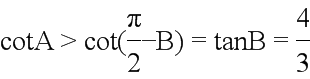 cotA > cot(π/2−B) = tanB = 4/3